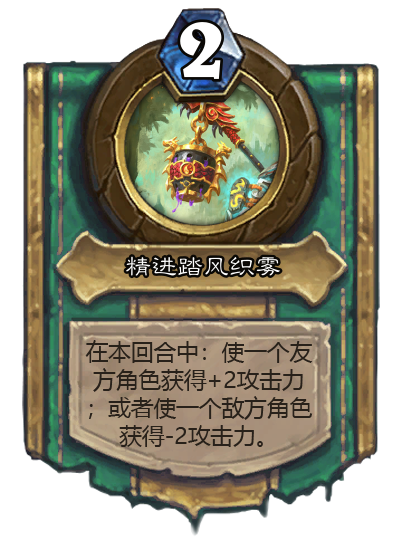 2
精进踏风织雾
在本回合中：使一个友
方角色获得+2攻击力
；或者使一个敌方角色
获得-2攻击力。